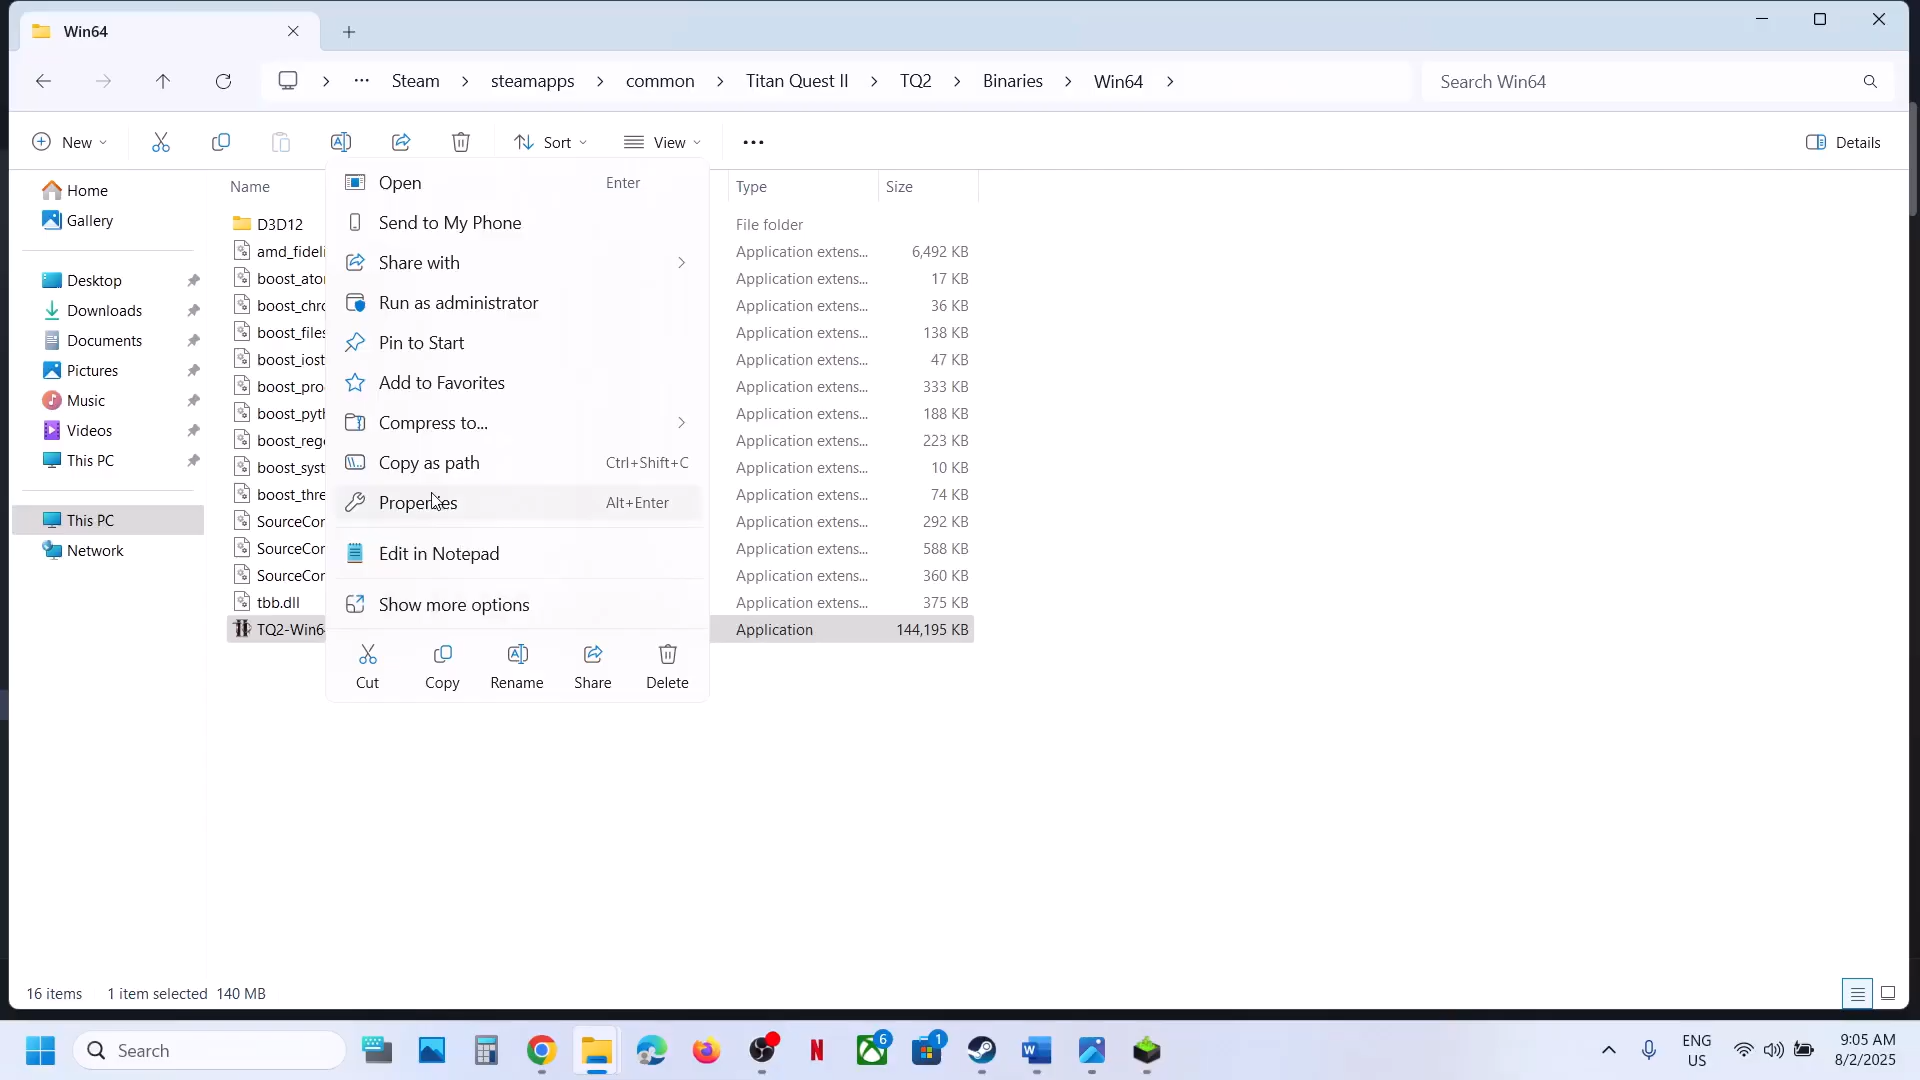 Win64
Steam
steamapps
common
Titan Quest II
TQ2
Binaries
Win64
Search Win64
New
Sort
View
Details
Home
Gallery
Desktop
Downloads
Documents
Pictures
Music
Videos
This PC
This PC
Network
Name
Type
Size
D3D12
File folder
amd_fideli
Application extens...
6,492 KB
boost_ator
Application extens...
17 KB
boost_chro
Application extens...
36 KB
boost_files
Application extens...
138 KB
boost_iost
Application extens...
47 KB
boost_pro
Application extens...
333 KB
boost_pyth
Application extens...
188 KB
boost_rege
Application extens...
223 KB
boost_syst
Application extens...
10 KB
boost_thre
Application extens...
74 KB
SourceCor
Application extens...
292 KB
SourceCor
Application extens...
588 KB
SourceCor
Application extens...
360 KB
tbb.dll
Application extens...
375 KB
TQ2-Win6
Application
144,195 KB
Open Enter
Send to My Phone
Share with
Run as administrator
Pin to Start
Add to Favorites
Compress to...
Copy as path Ctrl+Shift+C
Properties Alt+Enter
Edit in Notepad
Show more options
Cut
Copy
Rename
Share
Delete
16 items
1 item selected 140 MB
Search
6
1
ENG
US
9:05 AM
8/2/2025